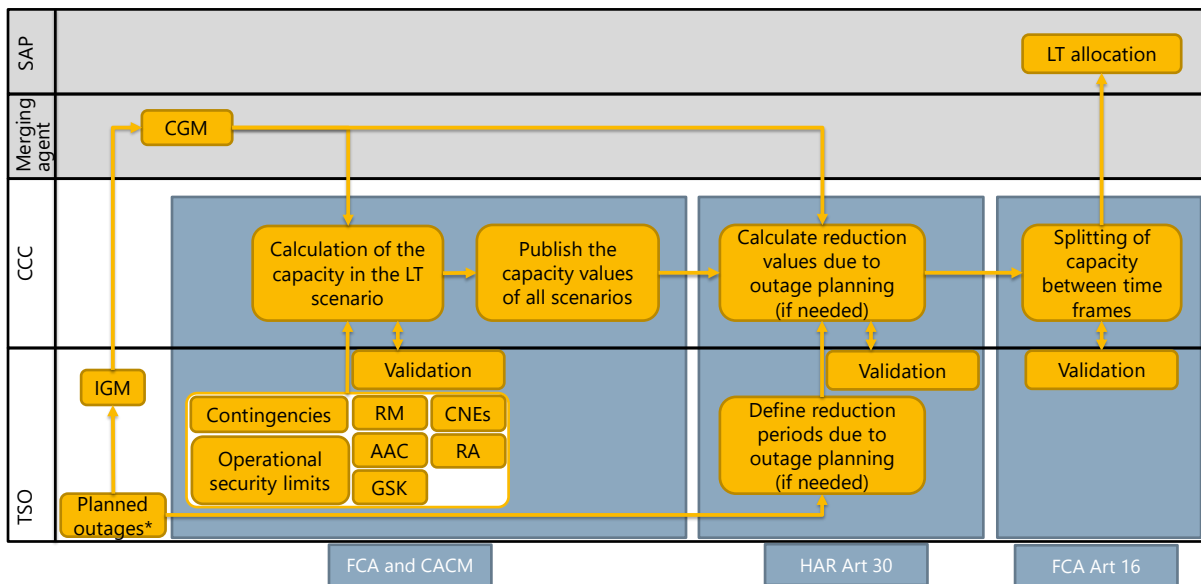 SAP
LT allocation
Merging
agent
CGM
CCC
Calculation of the
capacity in the LT
scenario
Publish the
capacity values
of all scenarios
Calculate reduction
values due to
outage planning
(if needed)
Splitting of
capacity
between time
frames
TSO
IGM
Planned
outages*
Validation
Contingencies
RM
CNEs
Operational
security limits
AAC
RA
GSK
Validation
Define reduction
periods due to
outage planning
(if needed)
Validation
FCA and CACM
HAR Art 30
FCA Art 16